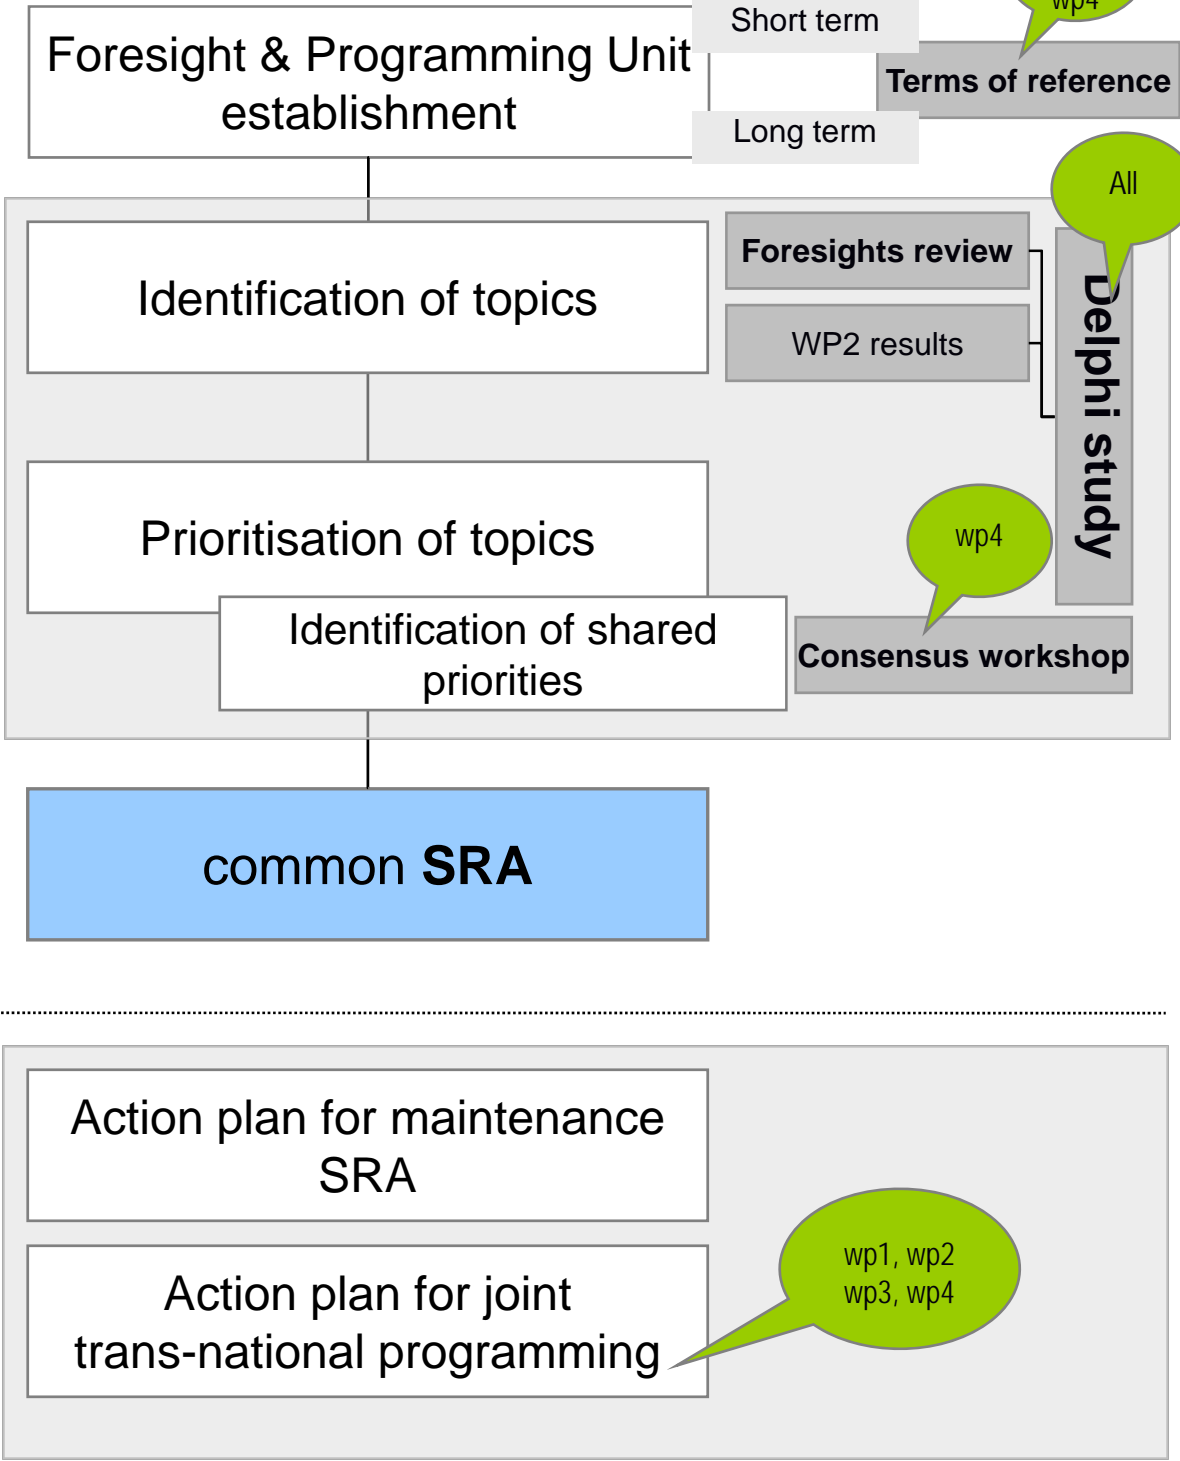 Short term
wp4
Foresight & Programming Unit
establishment
Terms of reference
Long term
All
Identification of topics
Foresights review
WP2 results
Delphi study
Prioritisation of topics
wp4
Identification of shared
priorities
Consensus workshop
common SRA
Action plan for maintenance
SRA
Action plan for joint
trans-national programming
wp1, wp2
wp3, wp4